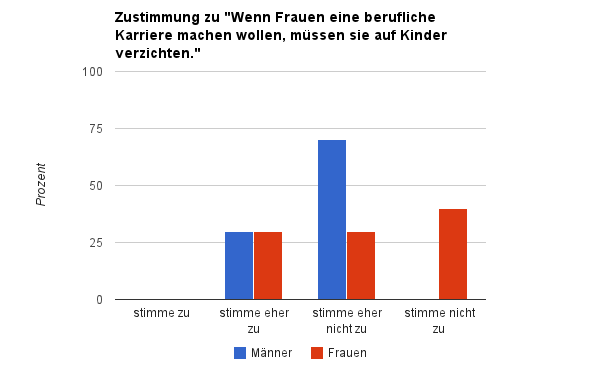 Zustimmung zu "Wenn Frauen eine berufliche
Karriere machen wollen, müssen sie auf Kinder
verzichten."
100
75
50
25
0
Prozent
stimme zu
stimme eher
zu
stimme eher
nicht zu
stimme nicht
zu
Männer
Frauen